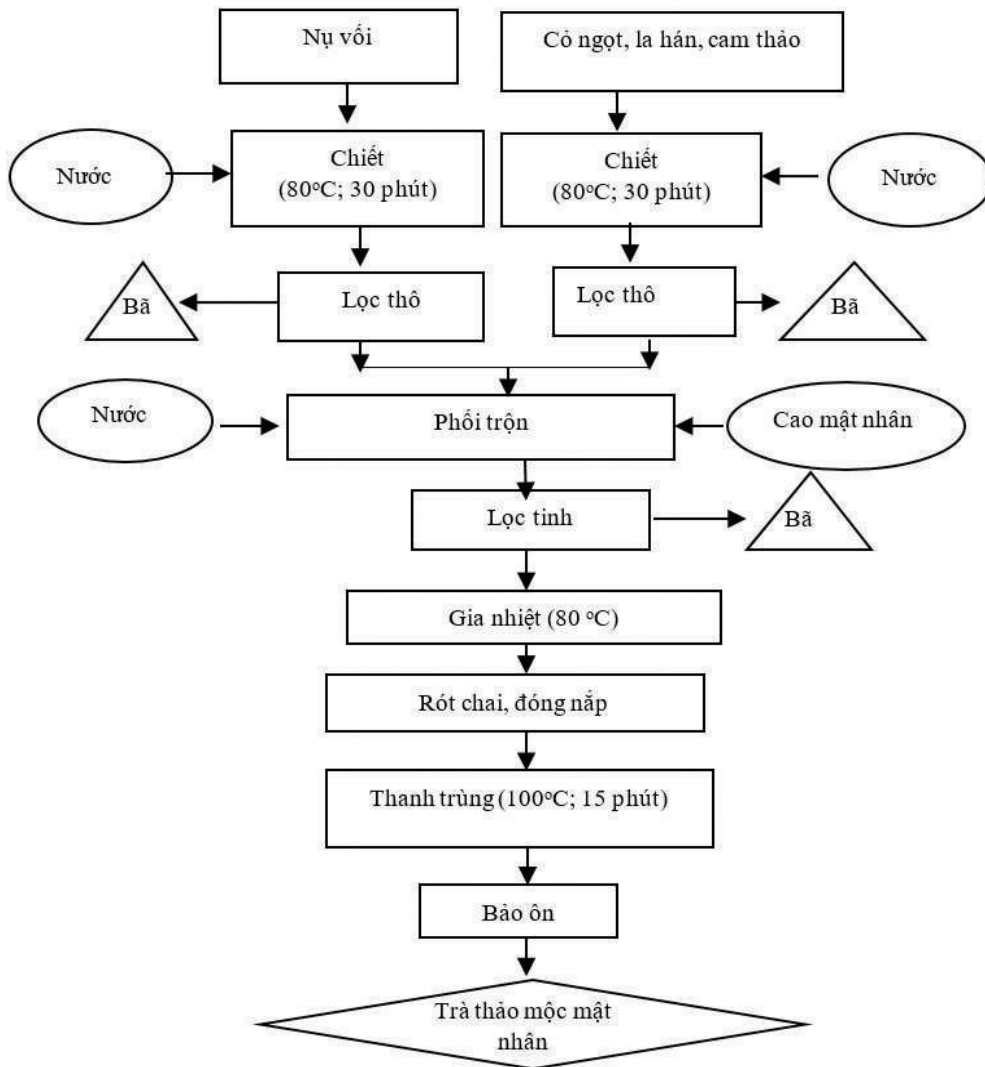 Nụ vối
Cỏ ngọt, la hán, cam thảo
Nước
Chiết
(80°C; 30 phút)
Chiết
(80°C; 30 phút)
Nước
Bã
Lọc thô
Lọc thô
Bã
Nước
Phối trộn
Cao mật nhân
Lọc tinh
Bã
Gia nhiệt (80 °C)
Rót chai, đóng nắp
Thanh trùng (100°C; 15 phút)
Bảo ôn
Trà thảo mộc mật
nhân